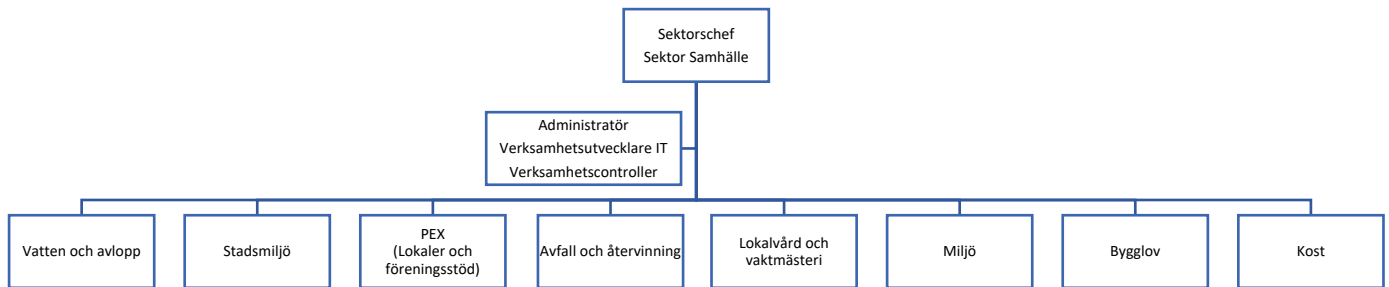 Sektorschef
Sektor Samhälle
Administratör
Verksamhetsutvecklare IT
Verksamhetscontroller
Vatten och avlopp
Stadsmiljö
PEX
(Lokaler och
föreningsstöd)
Avfall och återvinning
Lokalvård och
vaktmästeri
Miljö
Bygglov
Kost